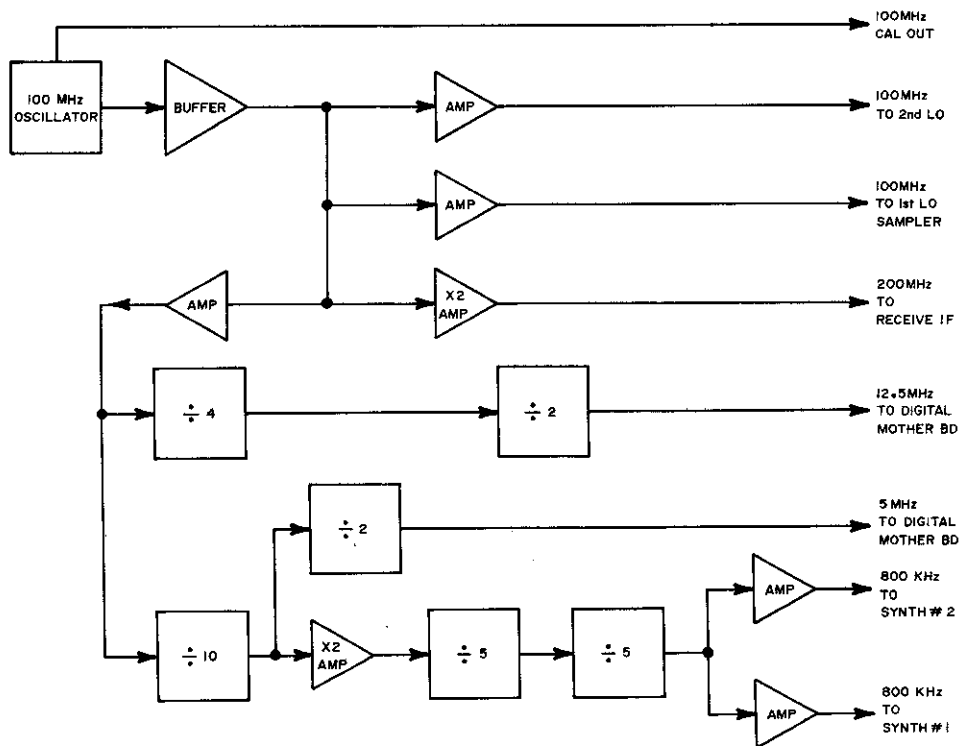 100MHz
CAL OUT
100 MHz
OSCILLATOR
BUFFER
AMP
100MHz
TO 2nd LO
AMP
100MHz
TO 1st LO
SAMPLER
AMP
X2
AMP
200MHz
TO
RECEIVE IF
÷ 4
÷ 2
12.5MHz
TO DIGITAL
MOTHER BD
÷ 2
5 MHz
TO DIGITAL
MOTHER BD
AMP
800 KHz
TO
SYNTH # 2
÷ 10
X2
AMP
÷ 5
÷ 5
AMP
800 KHz
TO
SYNTH # 1